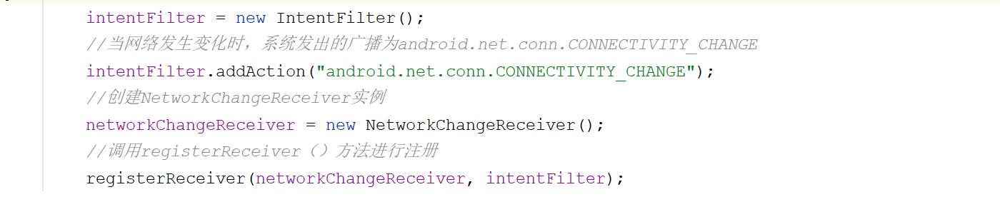 intentFilter = new IntentFilter();
//当网络发生变化时，系统发出的广播为android.net.conn.CONNECTIVITY_CHANGE
intentFilter.addAction("android.net.conn.CONNECTIVITY_CHANGE");
//创建NetworkChangeReceiver实例
networkChangeReceiver = new NetworkChangeReceiver();
//调用registerReceiver（）方法进行注册
registerReceiver(networkChangeReceiver, intentFilter);